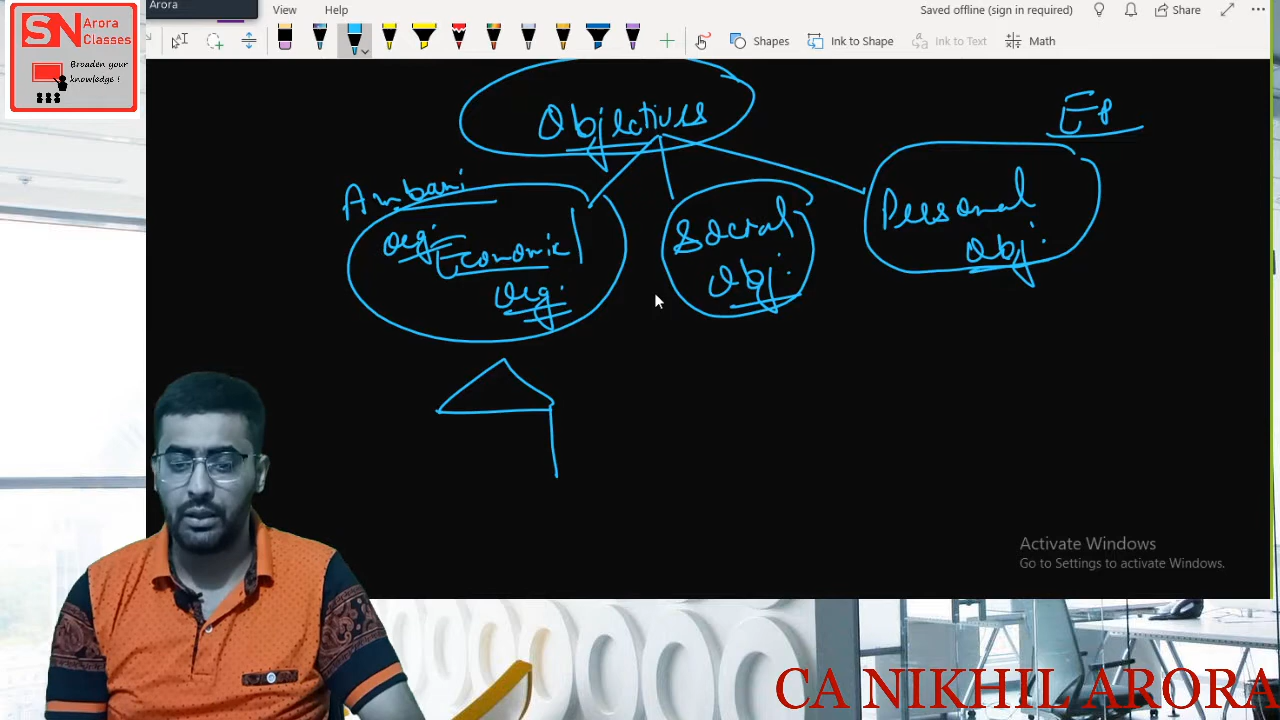 Arora
View Help
Saved offline (sign in required)
Share
Shapes
Ink to Shape
Ink to Text
Math
SN
Arora
Classes
Broaden your
knowledge !
Objectives
Ambani
Org.
Economic
Org.
Social
Obj.
Personal
Obj.
Activate Windows
Go to Settings to activate Windows.
CA NIKHIL ARORA